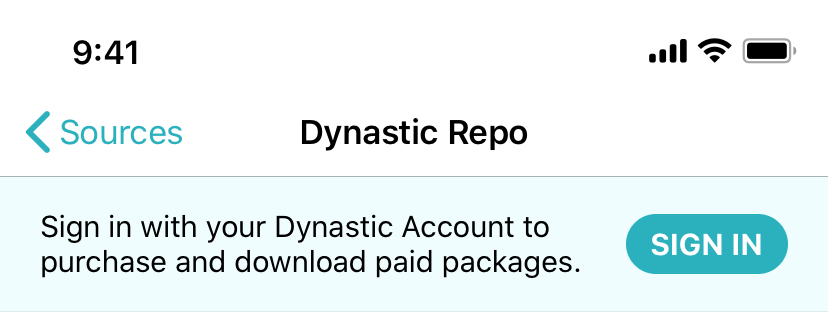 9:41
Sources
Dynastic Repo
Sign in with your Dynastic Account to
purchase and download paid packages.
SIGN IN